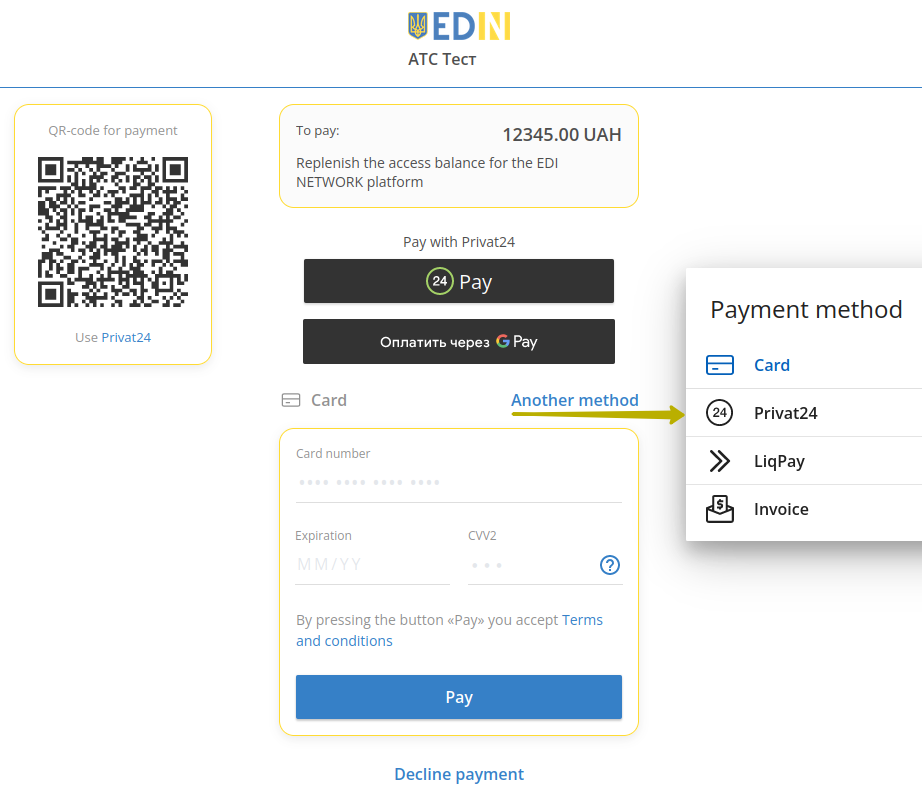 EDIN
АТС Тест
QR-code for payment
Use Privat24
To pay:
12345.00 UAH
Replenish the access balance for the EDI
NETWORK platform
Pay with Privat24
24 Pay
Оплатить через G Pay
Card
Another method
Card number
Expiration
CVV2
MM/YY
?
By pressing the button «Pay» you accept Terms
and conditions
Pay
Decline payment
Payment method
Card
24 Privat24
LiqPay
$ Invoice